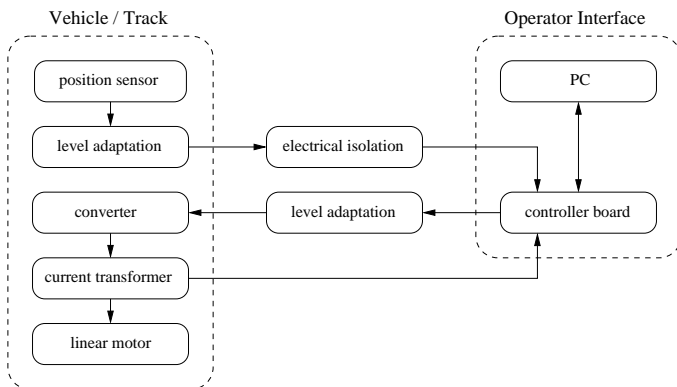 Vehicle / Track
Operator Interface
position sensor
PC
level adaptation
electrical isolation
converter
level adaptation
controller board
current transformer
linear motor